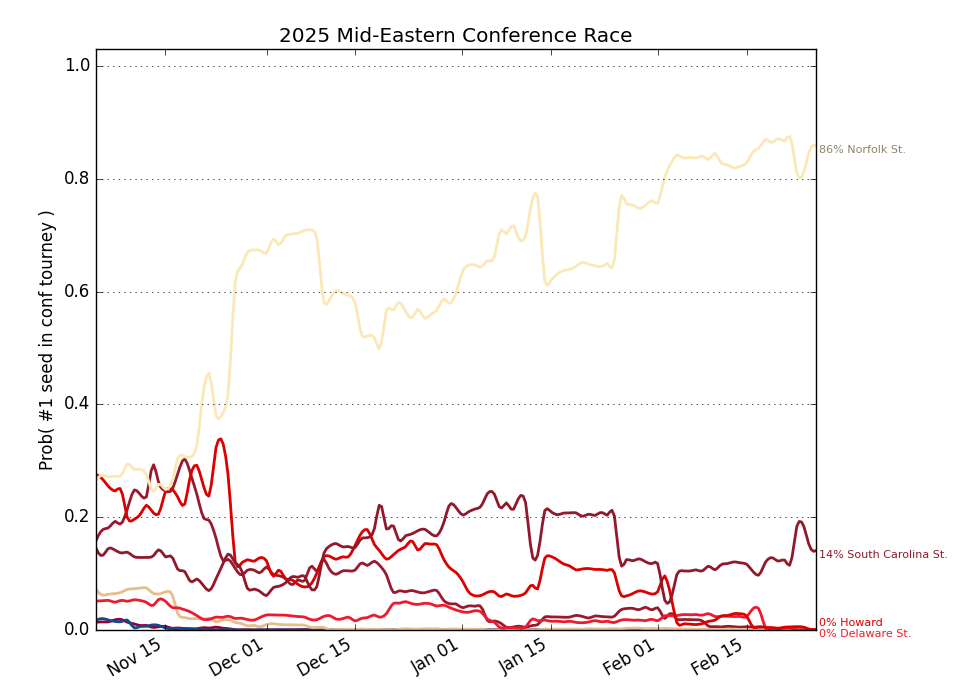 2025 Mid-Eastern Conference Race
Prob( #1 seed in conf tourney )
1.0
0.8
0.6
0.4
0.2
0.0
86% Norfolk St.
14% South Carolina St.
0% Howard
0% Delaware St.
Nov 15
Dec 01
Dec 15
Jan 01
Jan 15
Feb 01
Feb 15